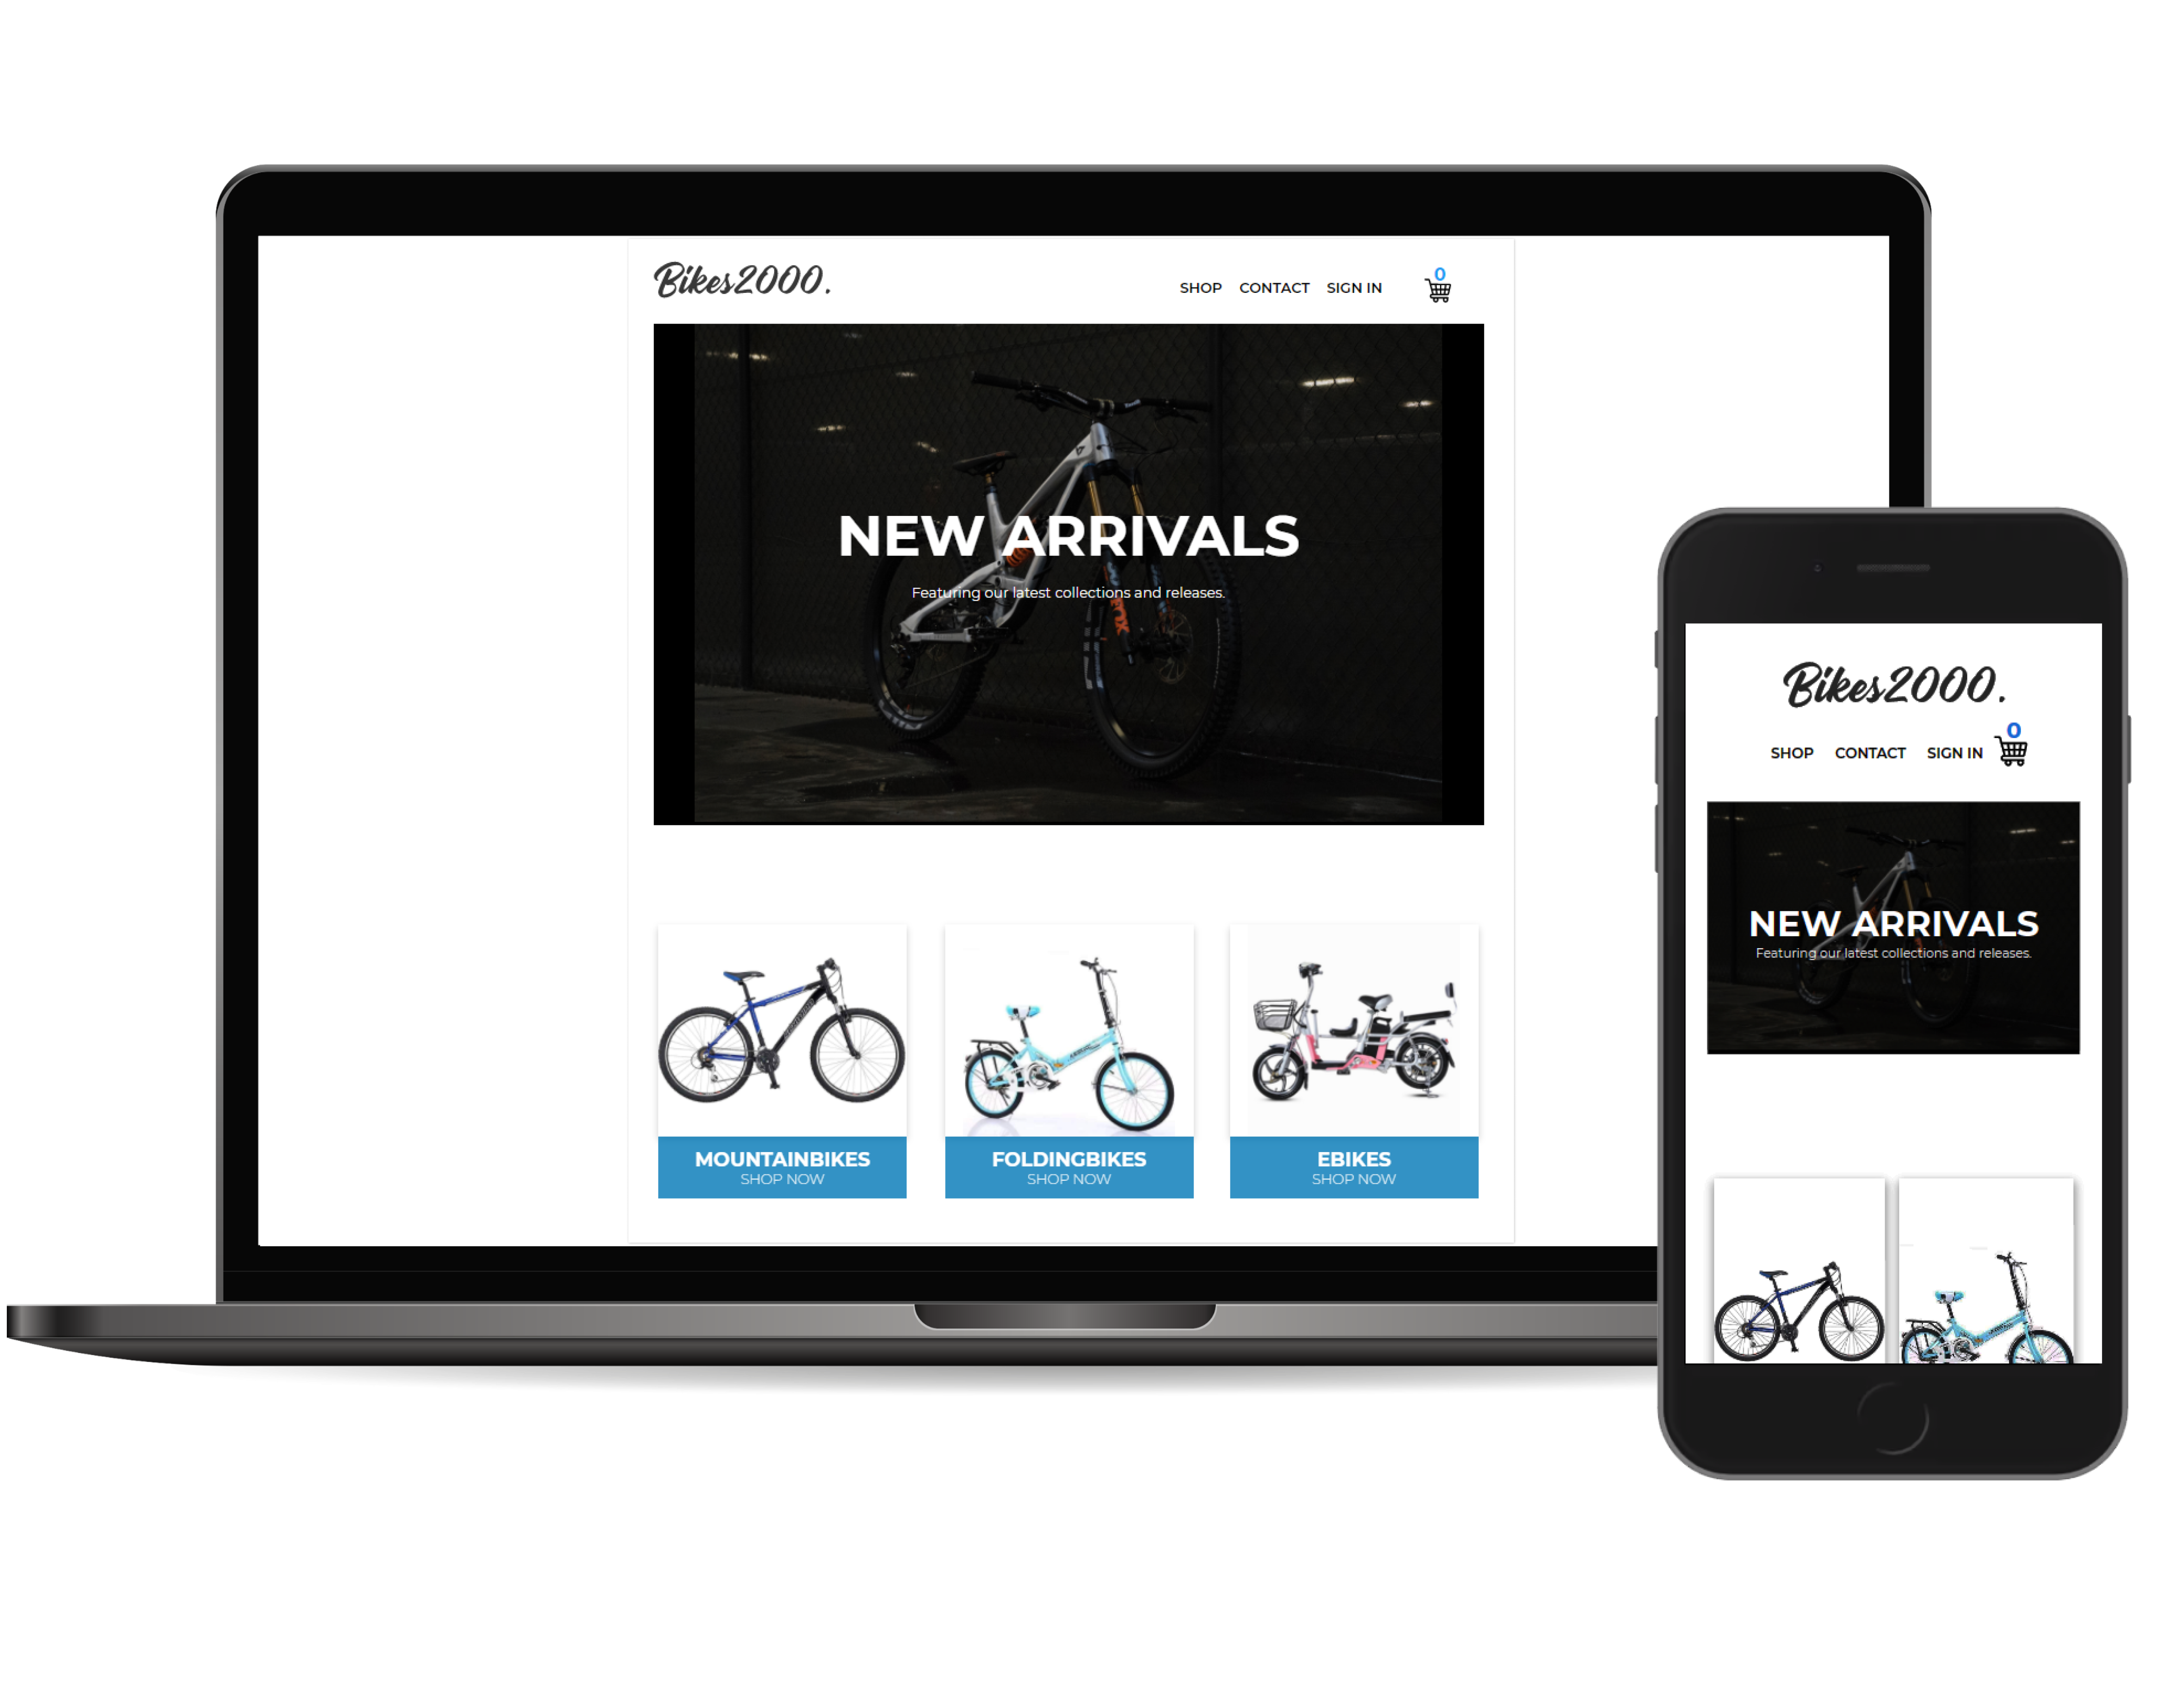 Bikes2000.
SHOP CONTACT SIGN IN 0
NEW ARRIVALS
Featuring our latest collections and releases.
MOUNTAINBIKES
SHOP NOW
FOLDINGBIKES
SHOP NOW
EBIKES
SHOP NOW
Bikes2000.
0
SHOP CONTACT SIGN IN
NEW ARRIVALS
Featuring our latest collections and releases.